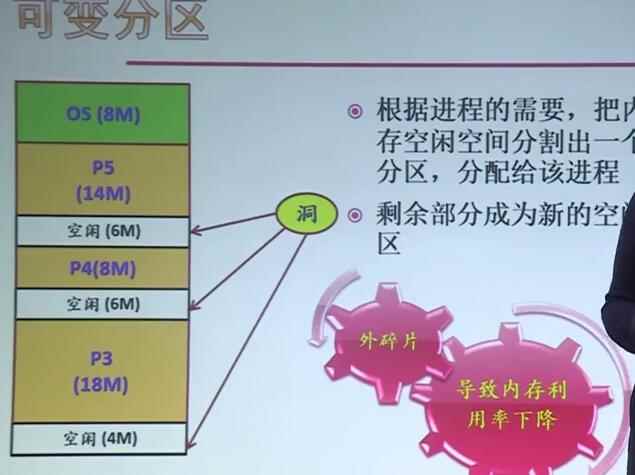 可变分区
OS (8M)
P5
(14M)
空闲 (6M)
P4(8M)
空闲 (6M)
P3
(18M)
空闲 (4M)
洞
根据进程的需要，把内
存空闲空间分割出一个
分区，分配给该进程
剩余部分成为新的空闲
区
外碎片
导致内存利
用率下降